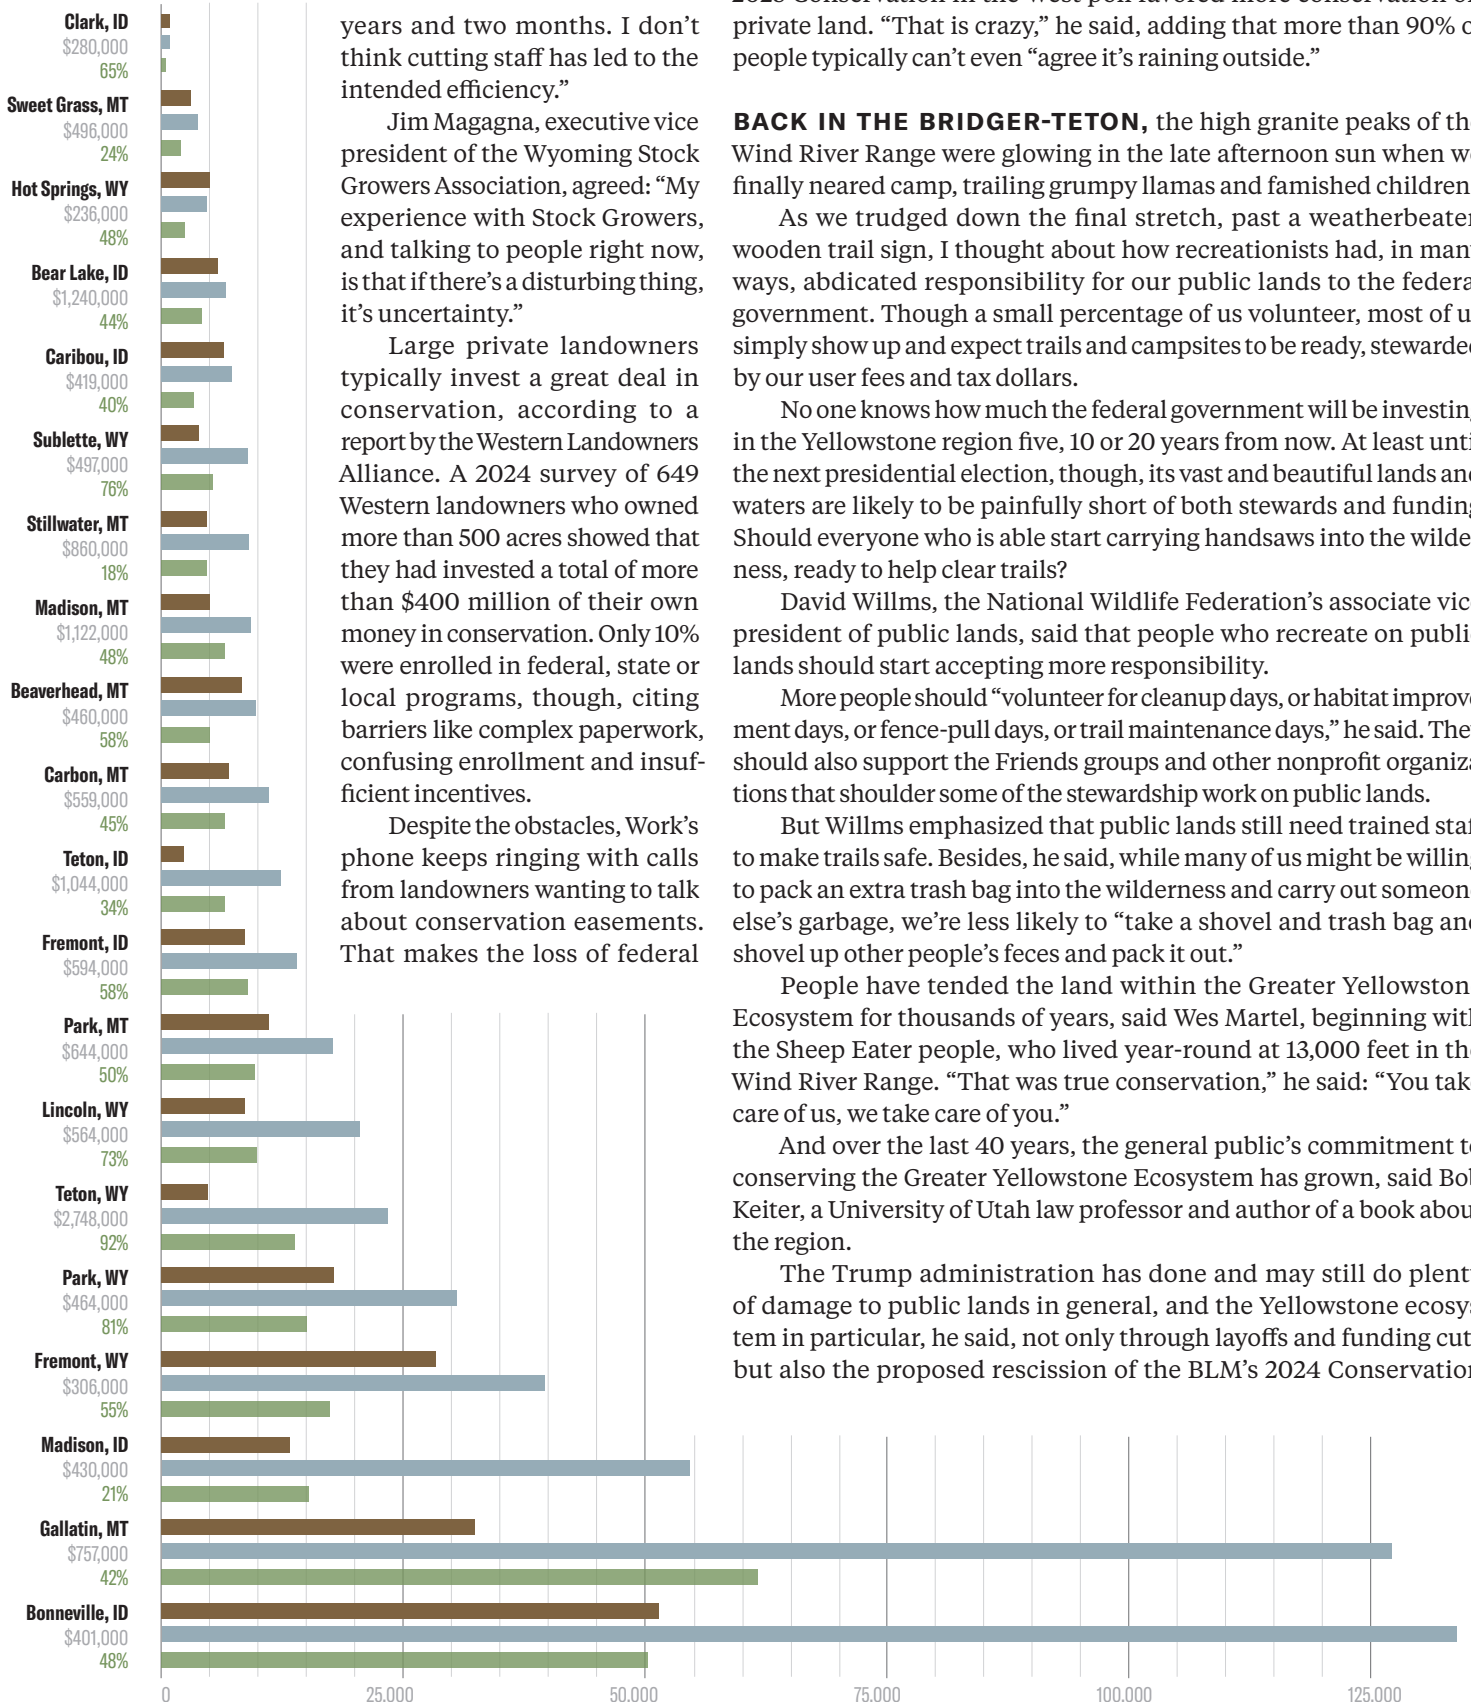 Clark, ID
$280,000
65%
Sweet Grass, MT
$496,000
24%
Hot Springs, WY
$236,000
48%
Bear Lake, ID
$1,240,000
44%
Caribou, ID
$419,000
40%
Sublette, WY
$497,000
76%
Stillwater, MT
$860,000
18%
Madison, MT
$1,122,000
48%
Beaverhead, MT
$460,000
58%
Carbon, MT
$559,000
45%
Teton, ID
$1,044,000
34%
Fremont, ID
$594,000
58%
Park, MT
$644,000
50%
Lincoln, WY
$564,000
73%
Teton, WY
$2,748,000
92%
Park, WY
$464,000
81%
Fremont, WY
$306,000
55%
Madison, ID
$430,000
21%
Gallatin, MT
$757,000
42%
Bonneville, ID
$401,000
48%
0 25,000 50,000 75,000 100,000 125,000
years and two months. I don’t
think cutting staff has led to the
intended efficiency.”
Jim Magagna, executive vice
president of the Wyoming Stock
Growers Association, agreed: “My
experience with Stock Growers,
and talking to people right now,
is that if there’s a disturbing thing,
it’s uncertainty.”
Large private landowners
typically invest a great deal in
conservation, according to a
report by the Western Landowners
Alliance. A 2024 survey of 649
Western landowners who owned
more than 500 acres showed that
they had invested a total of more
than $400 million of their own
money in conservation. Only 10%
were enrolled in federal, state or
local programs, though, citing
barriers like complex paperwork,
confusing enrollment and insuf-
ficient incentives.
Despite the obstacles, Work’s
phone keeps ringing with calls
from landowners wanting to talk
about conservation easements.
That makes the loss of federal
Conservation in the West poll favored more conservation
private land. “That is crazy,” he said, adding that more than 90%
people typically can’t even “agree it’s raining outside.”
BACK IN THE BRIDGER-TETON, the high granite peaks of
Wind River Range were glowing in the late afternoon sun when
finally neared camp, trailing grumpy llamas and famished children
As we trudged down the final stretch, past a
wooden trail sign, I thought about how recreationists had, in
ways, abdicated responsibility for our public lands to the
government. Though a small percentage of us volunteer, most of
simply show up and expect trails and campsites to be ready,
by our user fees and tax dollars.
No one knows how much the federal government will be
in the Yellowstone region five, 10 or 20 years from now. At least
the next presidential election, though, its vast and beautiful lands
waters are likely to be painfully short of both stewards and funding
Should everyone who is able start carrying handsaws into the wilder
ness, ready to help clear trails?
David Willms, the National Wildlife Federation’s associate
president of public lands, said that people who recreate on
lands should start accepting more responsibility.
More people should “volunteer for cleanup days, or habitat improve
ment days, or fence-pull days, or trail maintenance days,” he said.
should also support the Friends groups and other nonprofit organiza
tions that shoulder some of the stewardship work on public lands.
But Willms emphasized that public lands still need trained
to make trails safe. Besides, he said, while many of us might be
to pack an extra trash bag into the wilderness and carry out
else’s garbage, we’re less likely to “take a shovel and trash bag
shovel up other people’s feces and pack it out.”
People have tended the land within the Greater
Ecosystem for thousands of years, said Wes Martel, beginning
the Sheep Eater people, who lived year-round at 13,000 feet in
Wind River Range. “That was true conservation,” he said: “You
care of us, we take care of you.”
And over the last 40 years, the general public’s commitment
conserving the Greater Yellowstone Ecosystem has grown, said
Keiter, a University of Utah law professor and author of a book
the region.
The Trump administration has done and may still do
of damage to public lands in general, and the Yellowstone ecosys
tem in particular, he said, not only through layoffs and funding
but also the proposed rescission of the BLM’s 2024 Conservation